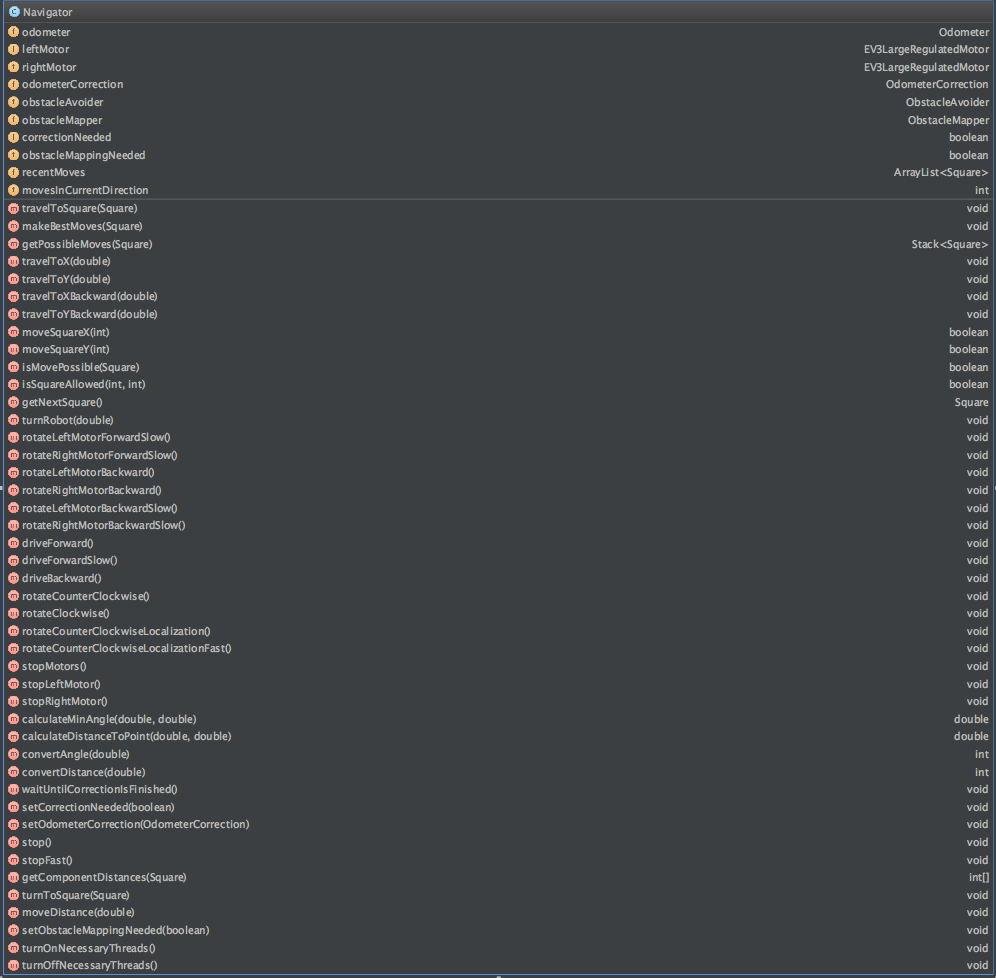 Navigator
odometer Odometer
leftMotor EV3LargeRegulatedMotor
rightMotor EV3LargeRegulatedMotor
odometerCorrection OdometerCorrection
obstacleAvoider ObstacleAvoider
obstacleMapper ObstacleMapper
correctionNeeded boolean
obstacleMappingNeeded boolean
recentMoves ArrayList<Square>
movesInCurrentDirection int
travelToSquare(Square) void
makeBestMoves(Square) void
getPossibleMoves(Square) Stack<Square>
travelToX(double) void
travelToY(double) void
travelToXBackward(double) void
travelToYBackward(double) void
moveSquareX(int) boolean
moveSquareY(int) boolean
isMovePossible(Square) boolean
isSquareAllowed(int, int) boolean
getNextSquare() Square
turnRobot(double) void
rotateLeftMotorForwardSlow() void
rotateRightMotorForwardSlow() void
rotateLeftMotorBackward() void
rotateRightMotorBackward() void
rotateLeftMotorBackwardSlow() void
rotateRightMotorBackwardSlow() void
driveForward() void
driveForwardSlow() void
driveBackward() void
rotateCounterClockwise() void
rotateClockwise() void
rotateCounterClockwiseLocalization() void
rotateCounterClockwiseLocalizationFast() void
stopMotors() void
stopLeftMotor() void
stopRightMotor() void
calculateMinAngle(double, double) double
calculateDistanceToPoint(double, double) double
convertAngle(double) int
convertDistance(double) int
waitUntilCorrectionIsFinished() void
setCorrectionNeeded(boolean) void
setOdometerCorrection(OdometerCorrection) void
stop() void
stopFast() void
getComponentDistances(Square) int[]
turnToSquare(Square) void
moveDistance(double) void
setObstacleMappingNeeded(boolean) void
turnOnNecessaryThreads() void
turnOffNecessaryThreads() void